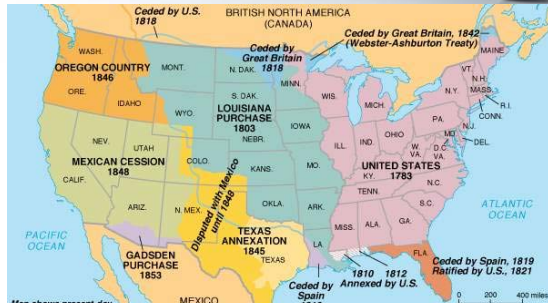 Ceded by U.S.
1818
BRITISH NORTH AMERICA
(CANADA)
Ceded by Great Britain, 1842
(Webster-Ashburton Treaty)
Ceded by
Great Britain
1818
WASH.
OREGON COUNTRY
1846
ORE.
IDAHO
MONT.
N. DAK.
MINN.
S. DAK.
WYO.
LOUISIANA
PURCHASE
1803
NEBR.
IOWA
WIS.
MICH.
MAINE
VT.
N.H.
MASS.
N.Y.
R.I.
CONN.
PA.
N.J.
MD.
DEL.
D.C.
NEV.
UTAH
MEXICAN CESSION
1848
CALIF.
ARIZ.
COLO.
KANS.
MO.
ILL.
IND.
OHIO
W.
VA.
VA.
UNITED STATES
1783
KY.
TENN.
N.C.
S.C.
N. MEX.
Disputed with Mexico
until 1848
OKLA.
ARK.
MISS.
ALA.
GA.
TEXAS
ANNEXATION
1845
TEXAS
LA
FLA.
ATLANTIC
OCEAN
PACIFIC
OCEAN
GADSDEN
PURCHASE
1853
Ceded by Spain, 1819
Ratified by U.S., 1821
1810
1812
Annexed by U.S.
Ceded by
Spain
MEXICO
Map shows present-day
200
400 miles